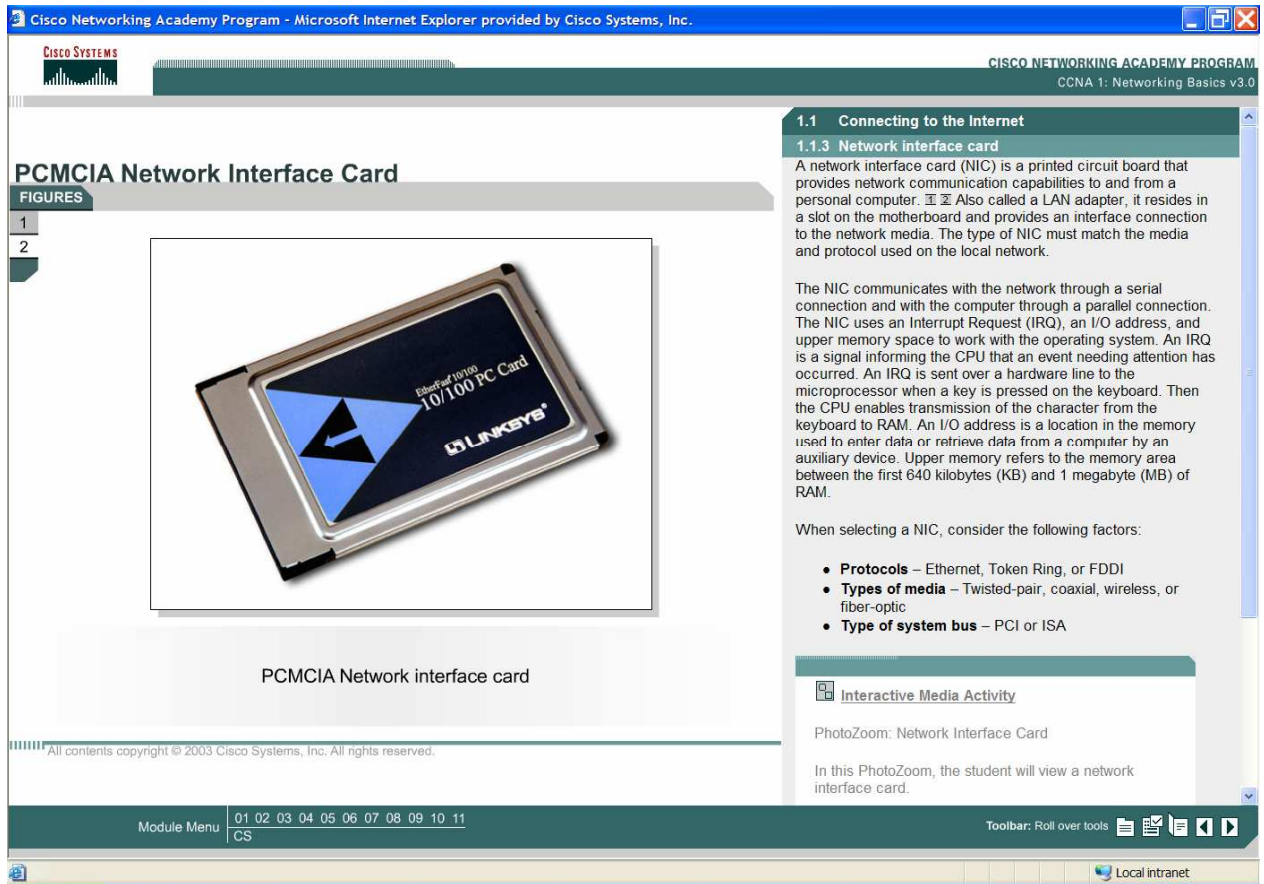 Cisco Networking Academy Program - Microsoft Internet Explorer provided by Cisco Systems, Inc.
CISCO SYSTEMS
CISCO NETWORKING ACADEMY PROGRAM
CCNA 1: Networking Basics v3.0
PCMCIA Network Interface Card
FIGURES
1
2
EtherFast 10/100
10/100 PC Card
LINKSYS
PCMCIA Network interface card
All contents copyright © 2003 Cisco Systems, Inc. All rights reserved.
1.1 Connecting to the Internet
1.1.3 Network interface card
A network interface card (NIC) is a printed circuit board that
provides network communication capabilities to and from a
personal computer. 1 2 Also called a LAN adapter, it resides in
a slot on the motherboard and provides an interface connection
to the network media. The type of NIC must match the media
and protocol used on the local network.
The NIC communicates with the network through a serial
connection and with the computer through a parallel connection.
The NIC uses an Interrupt Request (IRQ), an I/O address, and
upper memory space to work with the operating system. An IRQ
is a signal informing the CPU that an event needing attention has
occurred. An IRQ is sent over a hardware line to the
microprocessor when a key is pressed on the keyboard. Then
the CPU enables transmission of the character from the
keyboard to RAM. An I/O address is a location in the memory
used to enter data or retrieve data from a computer by an
auxiliary device. Upper memory refers to the memory area
between the first 640 kilobytes (KB) and 1 megabyte (MB) of
RAM.
When selecting a NIC, consider the following factors:
● Protocols – Ethernet, Token Ring, or FDDI
● Types of media – Twisted-pair, coaxial, wireless, or
fiber-optic
● Type of system bus – PCI or ISA
Interactive Media Activity
PhotoZoom: Network Interface Card
In this PhotoZoom, the student will view a network
interface card.
Module Menu
01 02 03 04 05 06 07 08 09 10 11
CS
Toolbar: Roll over tools
Local intranet